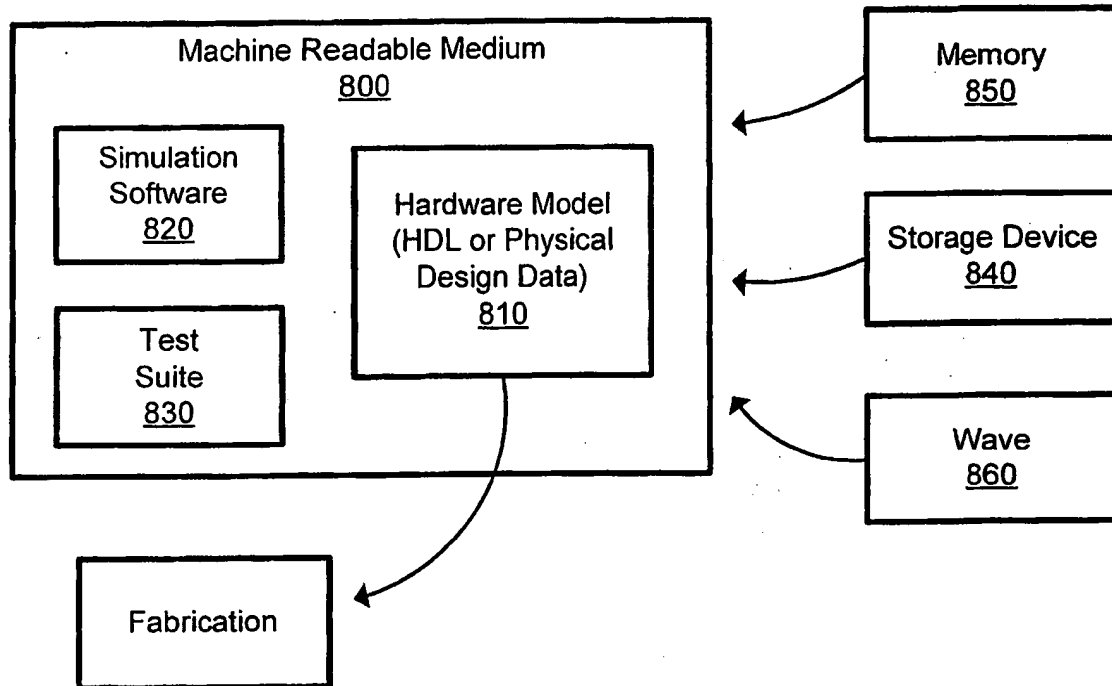 Machine Readable Medium
800
Simulation
Software
820
Hardware Model
(HDL or Physical
Design Data)
810
Test
Suite
830
Memory
850
Storage Device
840
Wave
860
Fabrication